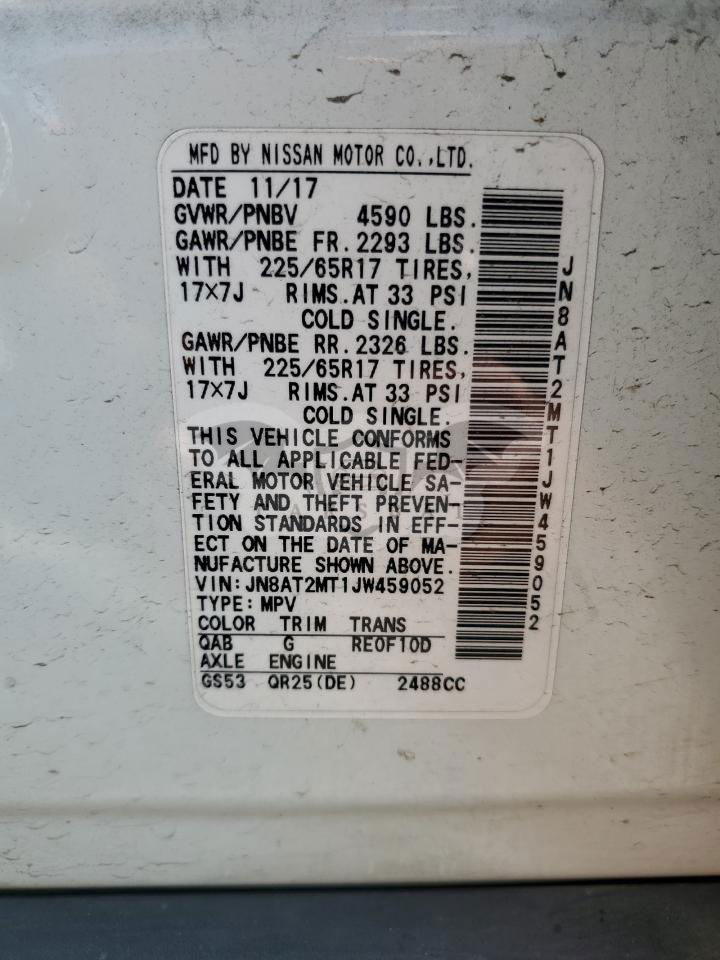 MFD BY NISSAN MOTOR CO.,LTD.
DATE 11/17
GVWR/PNBV 4590 LBS.
GAWR/PNBE FR. 2293 LBS.
WITH 225/65R17 TIRES,
17X7J RIMS.AT 33 PSI
COLD SINGLE.
GAWR/PNBE RR. 2326 LBS.
WITH 225/65R17 TIRES,
17X7J RIMS.AT 33 PSI
COLD SINGLE.
THIS VEHICLE CONFORMS
TO ALL APPLICABLE FED-
ERAL MOTOR VEHICLE SA-
FETY AND THEFT PREVEN-
TION STANDARDS IN EFF-
ECT ON THE DATE OF MA-
NUFACTURE SHOWN ABOVE.
VIN:JN8AT2MT1JW459052
TYPE:MPV
COLOR TRIM TRANS
QAB G RE0F10D
AXLE ENGINE
GS53 QR25(DE) 2488CC
JN8AT2MT1JW459052